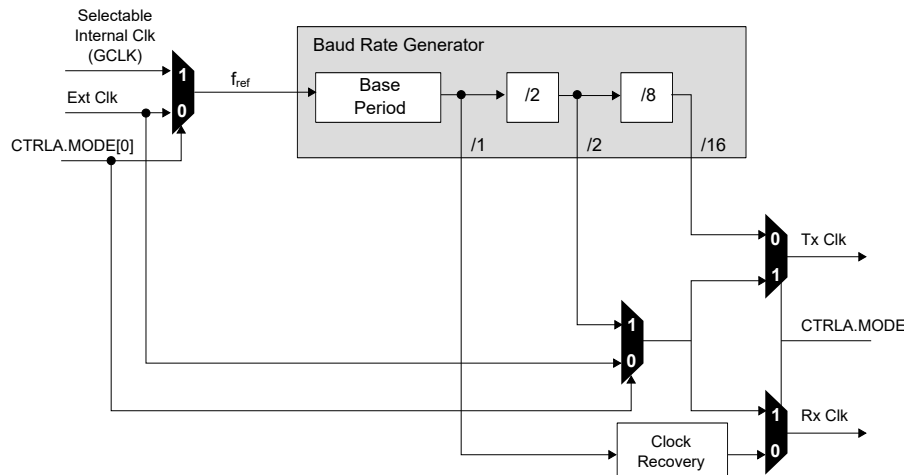 Selectable
Internal Clk
(GCLK)
Ext Clk
CTRLA.MODE[0]
1
0
fref
Baud Rate Generator
Base
Period
/2
/8
/1
/2
/16
0
1
Tx Clk
CTRLA.MODE
1
0
1
0
Rx Clk
Clock
Recovery